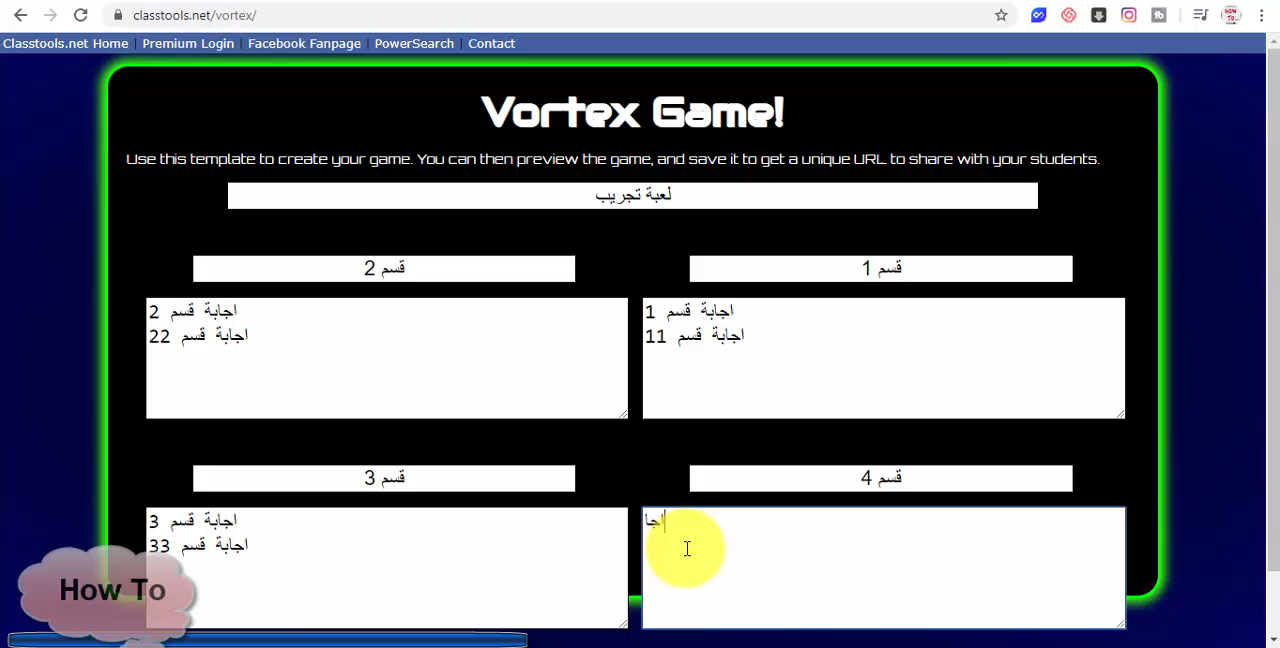 classtools.net/vortex/
Classtools.net Home | Premium Login | Facebook Fanpage | PowerSearch | Contact
Vortex Game!
Use this template to create your game. You can then preview the game, and save it to get a unique URL to share with your students.
لعبة تجريب
قسم 2
قسم 1
اجابة قسم 2
اجابة قسم 22
اجابة قسم 1
اجابة قسم 11
قسم 3
قسم 4
اجابة قسم 3
اجابة قسم 33
اجا
How To